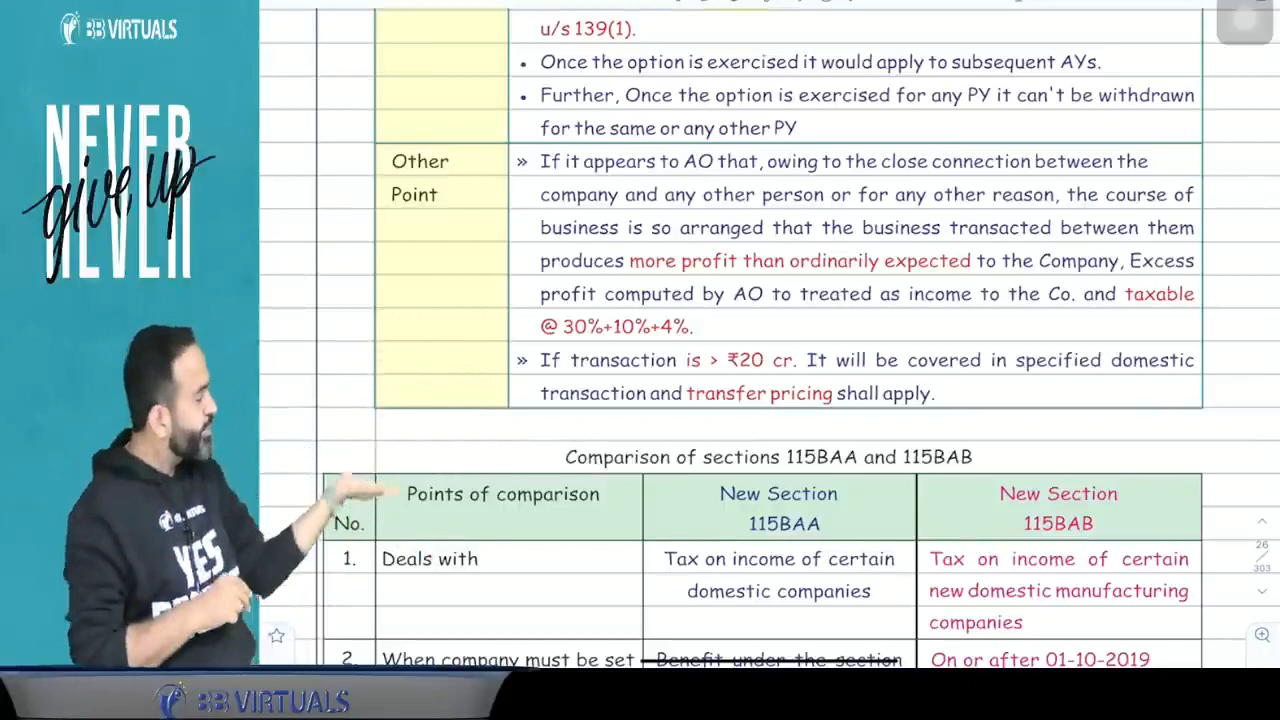 BB VIRTUALS
NEVER
give up
NEVER
u/s 139(1).
• Once the option is exercised it would apply to subsequent AYs.
• Further, Once the option is exercised for any PY it can't be withdrawn
for the same or any other PY
Other
Point
» If it appears to AO that, owing to the close connection between the
company and any other person or for any other reason, the course of
business is so arranged that the business transacted between them
produces more profit than ordinarily expected to the Company, Excess
profit computed by AO to treated as income to the Co. and taxable
@ 30%+10%+4%.
» If transaction is > ₹20 cr. It will be covered in specified domestic
transaction and transfer pricing shall apply.
Comparison of sections 115BAA and 115BAB
No.
Points of comparison
New Section
115BAA
New Section
115BAB
1. Deals with
Tax on income of certain
domestic companies
Tax on income of certain
new domestic manufacturing
companies
2. When company must be set
Benefit under the section
On or after 01-10-2019
26
303
YES
BB VIRTUALS